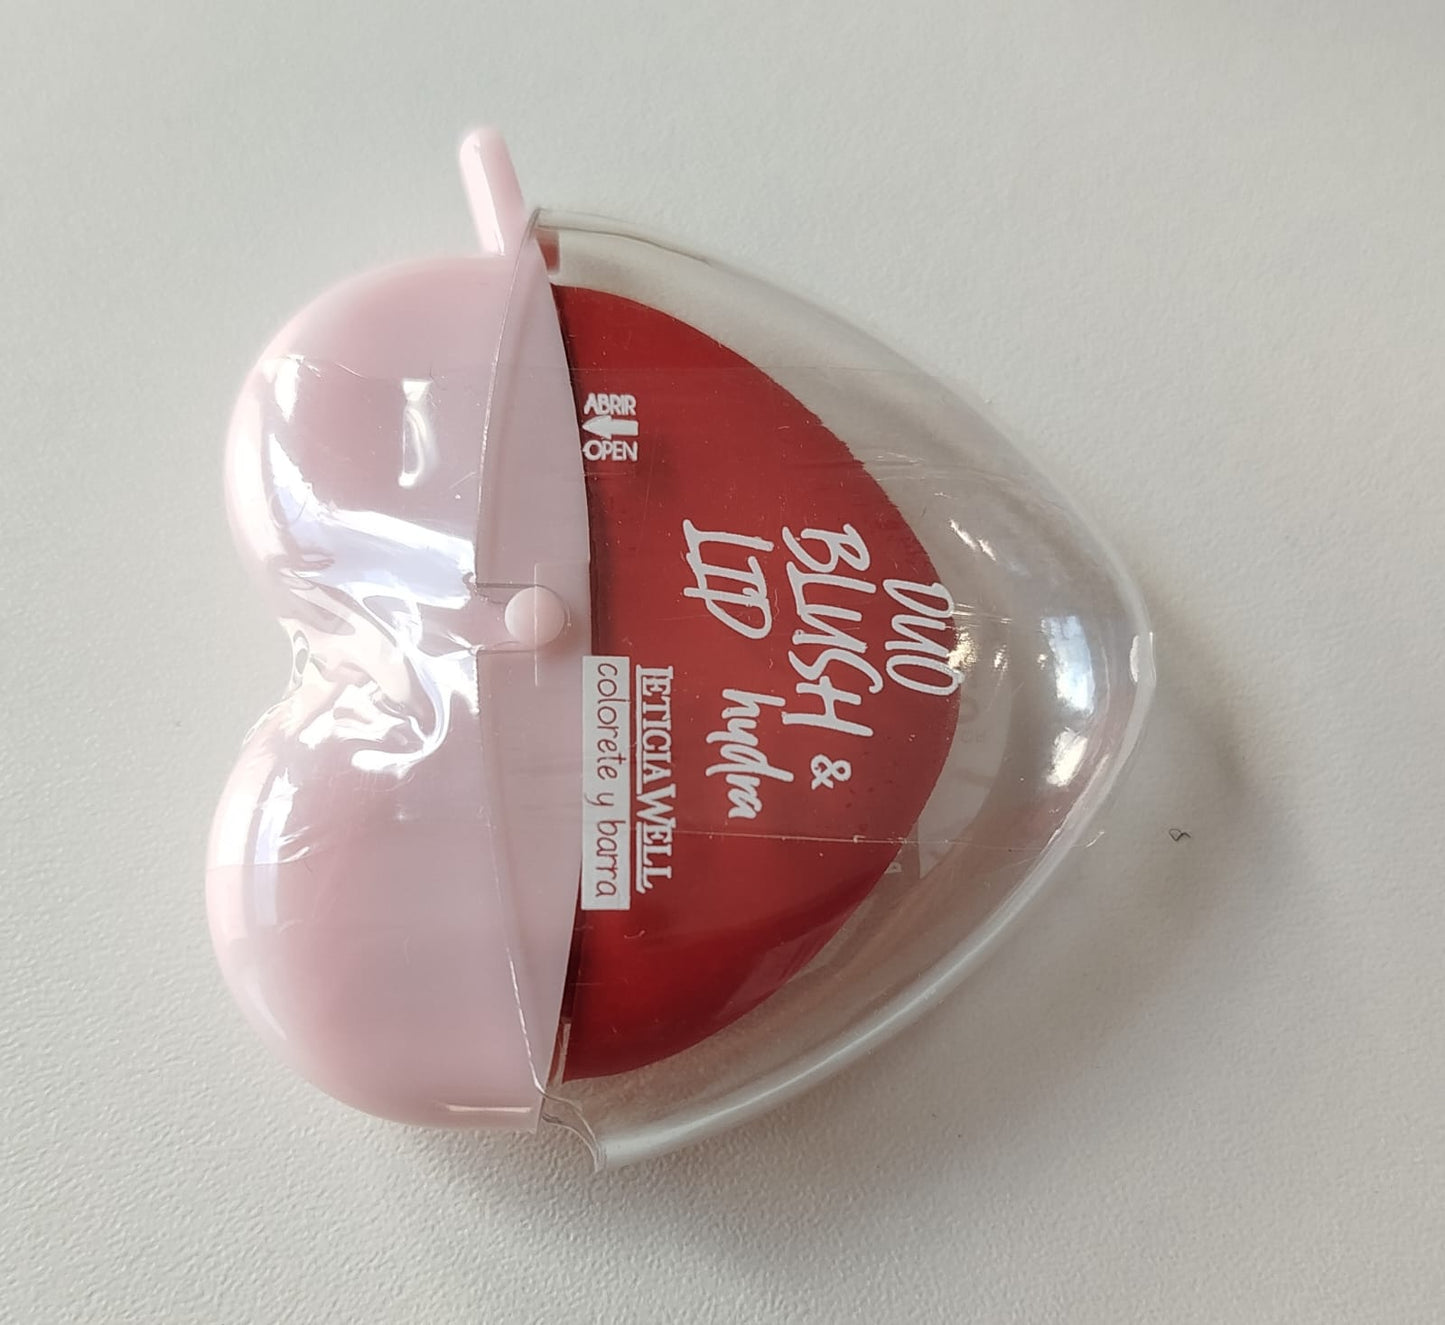 DUO
BLUSH &
LIP hydra
LETICIA WELL
colorete y barra
ABRIR
OPEN